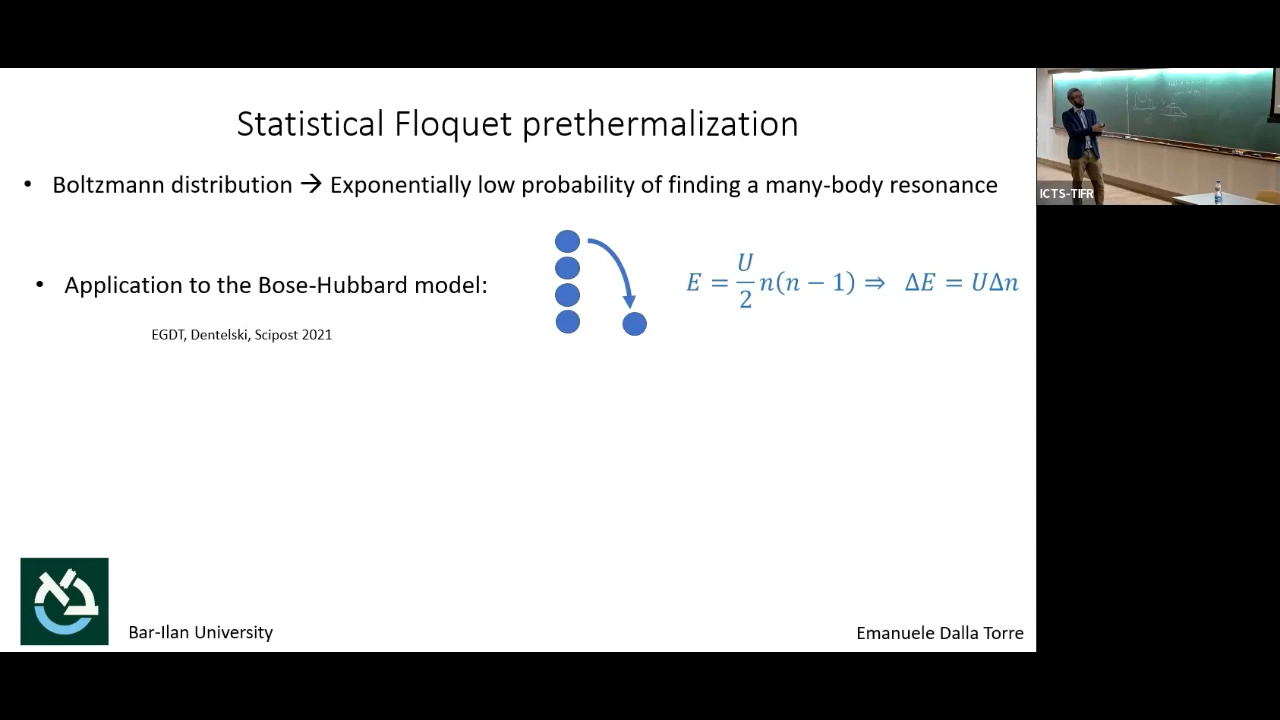 Statistical Floquet prethermalization
• Boltzmann distribution → Exponentially low probability of finding a many-body resonance
• Application to the Bose-Hubbard model:
E = U/2 n(n − 1) ⇒ ΔE = UΔn
EGDT, Dentelski, Scipost 2021
Bar-Ilan University
Emanuele Dalla Torre
ICTS-TIFR